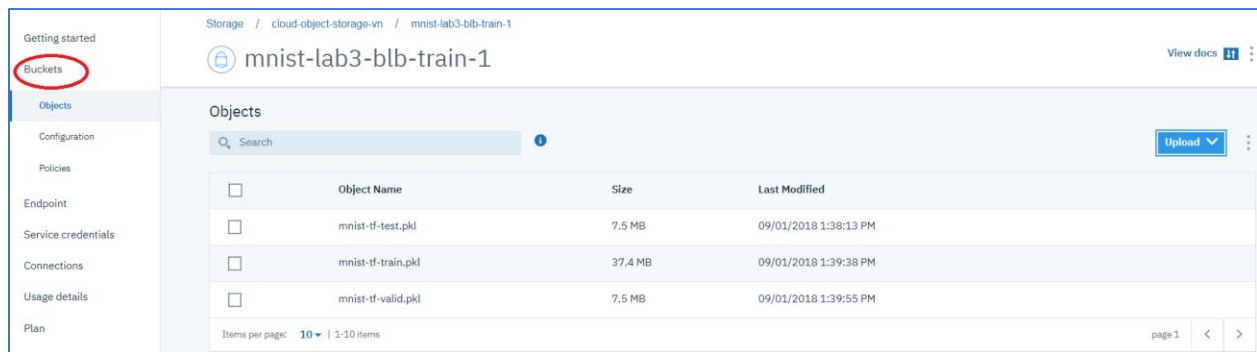 Getting started
Buckets
Objects
Configuration
Policies
Endpoint
Service credentials
Connections
Usage details
Plan
Storage / cloud-object-storage-vn / mnist-lab3-blb-train-1
mnist-lab3-blb-train-1
View docs
Objects
Search
Upload
Object Name Size Last Modified
mnist-tf-test.pkl 7.5 MB 09/01/2018 1:38:13 PM
mnist-tf-train.pkl 37.4 MB 09/01/2018 1:39:38 PM
mnist-tf-valid.pkl 7.5 MB 09/01/2018 1:39:55 PM
Items per page: 10 | 1-10 items page 1 < >